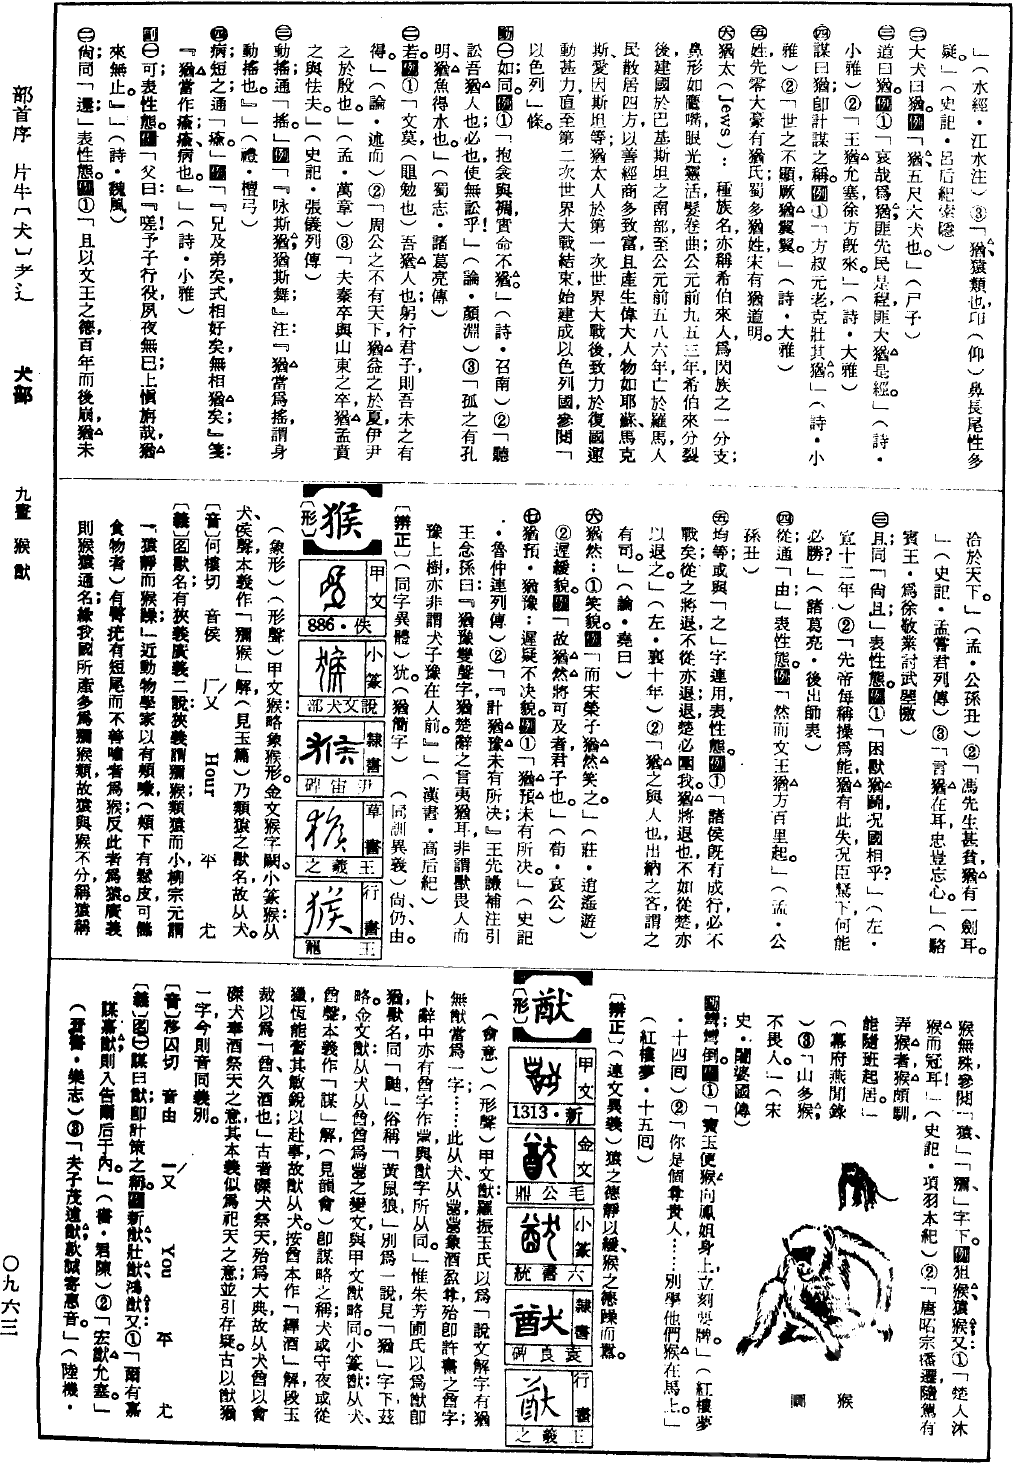 部首序 片牛〔犬〕 犬部 九畫 猴 猷 〇九六三
」(水經・江水注)③「猶猿類也卬(仰)鼻長尾性多
疑。」(史記・呂后紀索隱)
㊁大犬曰猶。例「猶五尺大犬也。」(尸子)
㊂道曰猶。例①「哀哉爲猶匪先民是程匪大猶是經。」(詩・
小雅)②「王猶允塞徐方旣來。」(詩・大雅)
㊃謀曰猶卽計謀之稱。例①「方叔元老克壯其猶。」(詩・小
雅)②「世之不顯厥猶翼翼。」(詩・大雅)
㊄姓先零大豪有猶氏蜀多猶姓宋有猶道明。
㊅猶太(Jews):種族名亦稱希伯來人爲閃族之一分支;
鼻形如鷹嘴眼光靈活髮卷曲;公元前九五三年希伯來分裂
後建國於巴基斯坦之南部至公元前五八六年亡於羅馬人
民散居四方以善經商多致富且產生偉大人物如耶蘇、馬克
斯、愛因斯坦等;猶太人於第一次世界大戰後致力於復國運
動甚力直至第二次世界大戰結束始建成以色列國參閱「
以色列」條。
動㊀如同。例①「抱衾與裯實命不猶。」(詩・召南)②「聽
訟吾猶人也必也使無訟乎!」(論・顏淵)③「孤之有孔
明猶魚得水也。」(蜀志・諸葛亮傳)
㊁若。例①「文莫(黽勉也)吾猶人也躬行君子則吾未之有
得。」(論・述而)②「周公之不有天下猶益之於夏伊尹
之於殷也。」(孟・萬章)③「夫秦卒與山東之卒猶孟賁
之與怯夫。」(史記・張儀列傳)
㊂動搖;通「搖」。例「『咏斯猶猶斯舞』;注『猶當爲搖謂身
動搖也』。」(禮・檀弓)
㊃病;短之;通「瘉」。例「『兄及弟矣式相好矣無相猶矣』;箋:
『猶當作瘉;瘉病也』。」(詩・小雅)
副㊀可;表性態。例「父曰『嗟!予子行役夙夜無已上愼旃哉猶
來無止』。」(詩・魏風)
㊁尙同「還」;表性態。例①「且以文王之德百年而後崩猶未
洽於天下。」(孟・公孫丑)②「馮先生甚貧猶有一劍耳。
」(史記・孟嘗君列傳)③「言猶在耳忠豈忘心。」(駱
賓王・爲徐敬業討武曌檄)
㊂且同「尙且」;表性態。例①「困獸猶鬭況國相乎?」(左・
宣十二年)②「先帝每稱操爲能猶有此失況臣駑下何能
必勝?」(諸葛亮・後出師表)
㊃從;通「由」;表性態。例「然而文王猶方百里起。」(孟・公
孫丑)
㊄均等;或與「之」字連用表性態。例①「諸侯旣有成行必不
戰矣從之將退不從亦退;退楚必圍我猶將退也不如從楚亦
以退之。」(左・襄十年)②「猶之與人也出納之吝謂之
有司。」(論・堯曰)
㊅猶然:①笑貌。例「而宋榮子猶然笑之。」(莊・逍遙遊)
②遲緩貌。例「故猶然將可及者君子也。」(荀・哀公)
㊆猶預・猶豫:遲疑不決貌。例①「猶預未有所決。」(史記
・魯仲連列傳)②「『計猶豫未有所決』王先謙補注引
王念孫曰『猶豫雙聲字猶楚辭之言夷猶耳非謂獸畏人而
豫上樹亦非謂犬子豫在人前』。」(漢書・高后紀)
〔辨正〕(同字異體)犹。(猶簡字) (同訓異義)尙仍、由。
猴
〔形〕
甲文 886・佚
小篆 說文犬部
隸書 尹宙碑
草書 王羲之
行書 王寵
(象形)(形聲)甲文猴:略象猴形。金文猴字闕。小篆猴:从
犬、侯聲本義作「獼猴」解(見玉篇)乃類猿之獸名故从犬。
〔音〕何樓切 音侯 ㄏㄡˊ Hour 平 尤
〔義〕名獸名;有狹義廣義二說狹義謂獼猴類猿而小柳宗元謂
「猿靜而猴躁」近動物學家以有頰嗛(頰下有鬆皮可儲
食物者)有臀疣有短尾而不善嘯者爲猴反此者爲猿。廣義
則猴猿通名緣我國所產多爲獼猴類故猿與猴不分稱猿稱
猴無殊參閱「猿」、「獼」字下。例狙猴、猿猴又①「楚人沐
猴而冠耳!」(史記・項羽本紀)②「唐昭宗播遷隨駕有
弄猴者猴頗馴
能隨班起居。」
(幕府燕閒錄
)③「山多猴;
不畏人。」(宋
史・闍婆國傳)
猴圖
動蹲倒。例①「寶玉便猴向鳳姐身上立刻要牌。」(紅樓夢
・十四囘)②「你是個尊貴人……別學他們猴在馬上。」
(紅樓夢・十五囘)
〔辨正〕(連文異義)猿之德靜以緩猴之德躁而囂。
猷
〔形〕
甲文 1313・新
金文 毛公鼎
小篆 六書統
隸書 袁良碑
行書 王羲之
(會意)(形聲)甲文猷:羅振玉氏以爲「說文解字有猶
無猷當爲一字……此从犬从𠷎象酒盈尊殆卽許書之酋字;
卜辭中亦有酋字作𠷎與猷字所从同。」惟朱芳圃氏以爲猷卽
猶獸名同「鼬」俗稱「黃鼠狼」別爲一說見「猶」字下茲
略。金文猷:从犬从酋酋爲𠷎之變文與甲文猷略同小篆猷:从犬、
酋聲本義作「謀」解(見韻會)卽謀略之稱;犬或守夜或從
獵恆能奮其敏銳以赴事故猷从犬。按酋本作「繹酒」解段玉
裁以爲「酋久酒也」;古者磔犬祭天殆爲大典故从犬酋以會
磔犬奉酒祭天之意;其本義似爲祀天之意並引存疑。古以猷猶
一字今則音同義別。
〔音〕移囚切 音由 ㄧㄡˊ You 平 尤
〔義〕名㊀謀曰猷卽計策之稱。例新猷、壯猷、鴻猷又①「爾有嘉
謀嘉猷則入告爾后于內。」(書・君陳)②「宏猷允塞。」
(晉書・樂志)③「夫子茂遠猷款誠寄惠音。」(陸機・